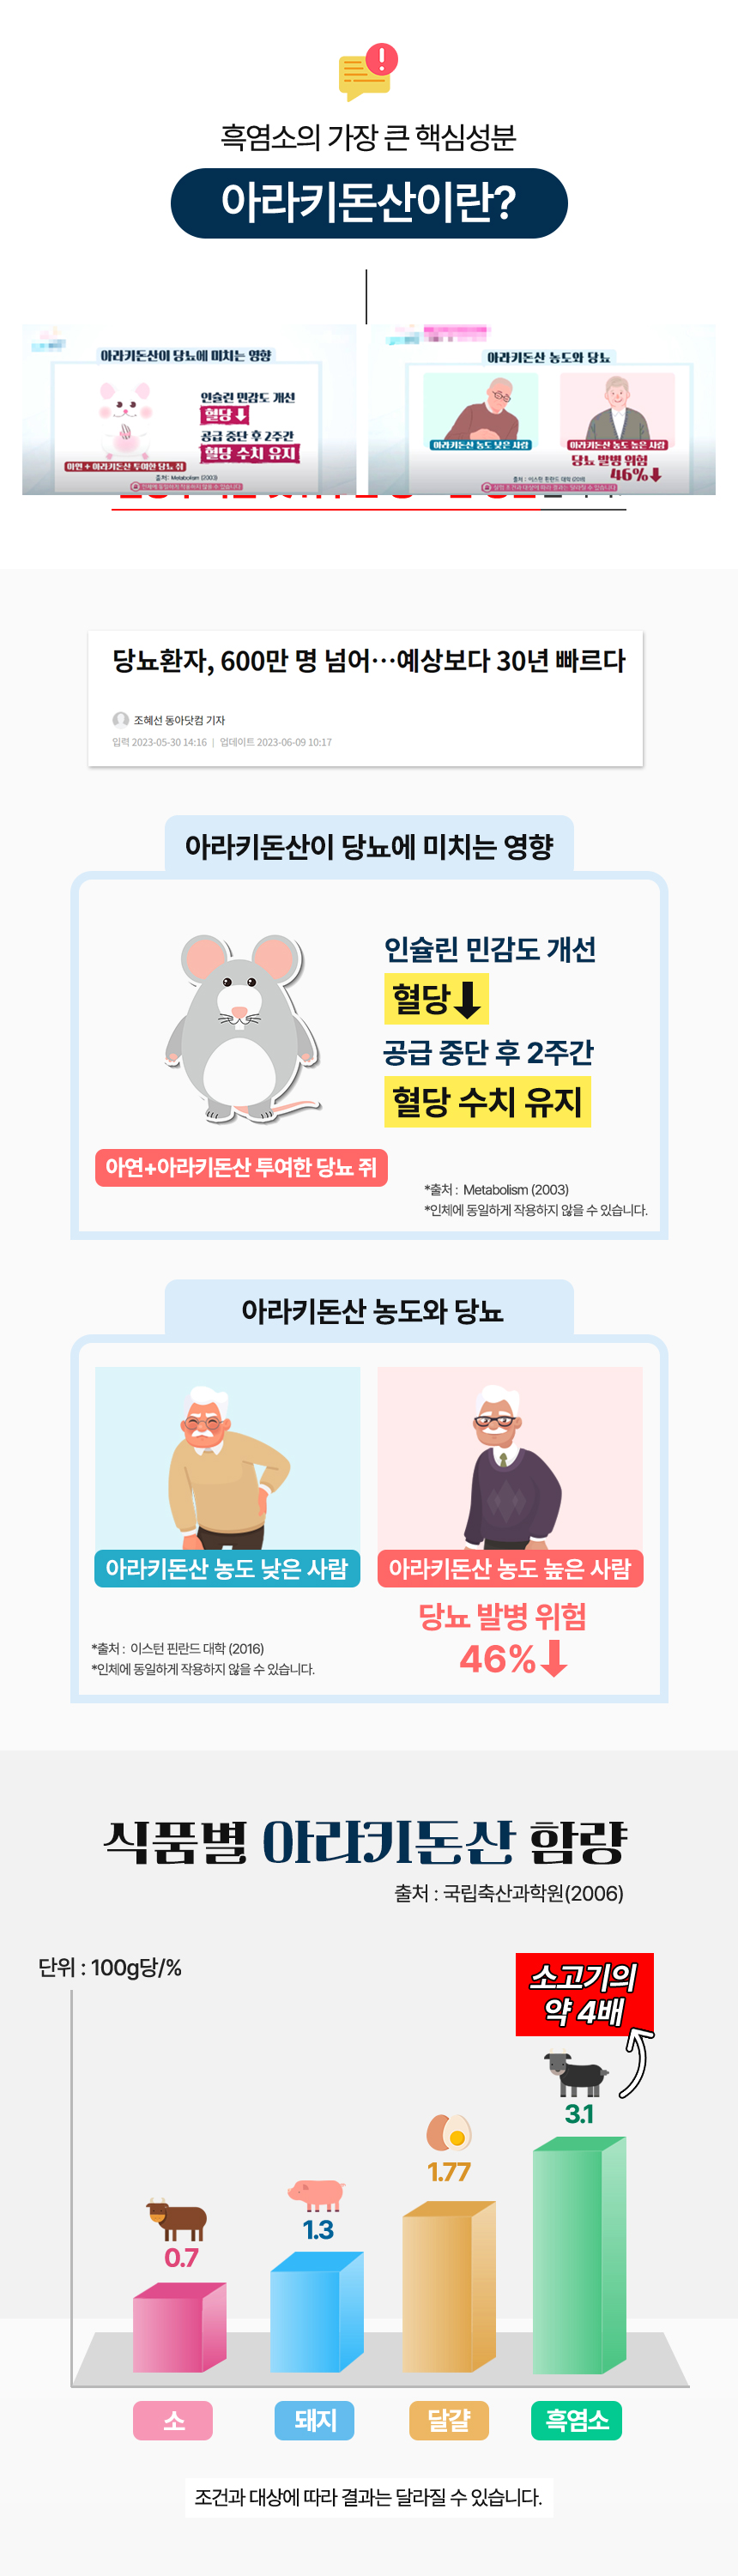 흑염소의 가장 큰 핵심성분
아라키돈산이란?
아라키돈산이 당뇨에 미치는 영향
인슐린 민감도 개선
혈당
공급 중단 후 2주간
혈당 수치 유지
아연 + 아라키돈산 투여한 당뇨 쥐
출처: Metabolism (2003)
인체에 동일하게 작용하지 않을 수 있습니다
아라키돈산 농도와 당뇨
아라키돈산 농도 낮은 사람
아라키돈산 농도 높은 사람
당뇨 발병 위험
46%
당뇨환자, 600만 명 넘어…예상보다 30년 빠르다
조혜선 동아닷컴 기자
입력 2023-05-30 14:16 | 업데이트 2023-06-09 10:17
아라키돈산이 당뇨에 미치는 영향
인슐린 민감도 개선
혈당
공급 중단 후 2주간
혈당 수치 유지
아연+아라키돈산 투여한 당뇨 쥐
*출처 : Metabolism (2003)
*인체에 동일하게 작용하지 않을 수 있습니다.
아라키돈산 농도와 당뇨
아라키돈산 농도 낮은 사람
아라키돈산 농도 높은 사람
당뇨 발병 위험
46%
*출처 : 이스턴 핀란드 대학 (2016)
*인체에 동일하게 작용하지 않을 수 있습니다.
식품별 아라키돈산 함량
출처 : 국립축산과학원(2006)
단위 : 100g당/%
소고기의
약 4배
3.1
1.77
1.3
0.7
소
돼지
달걀
흑염소
조건과 대상에 따라 결과는 달라질 수 있습니다.